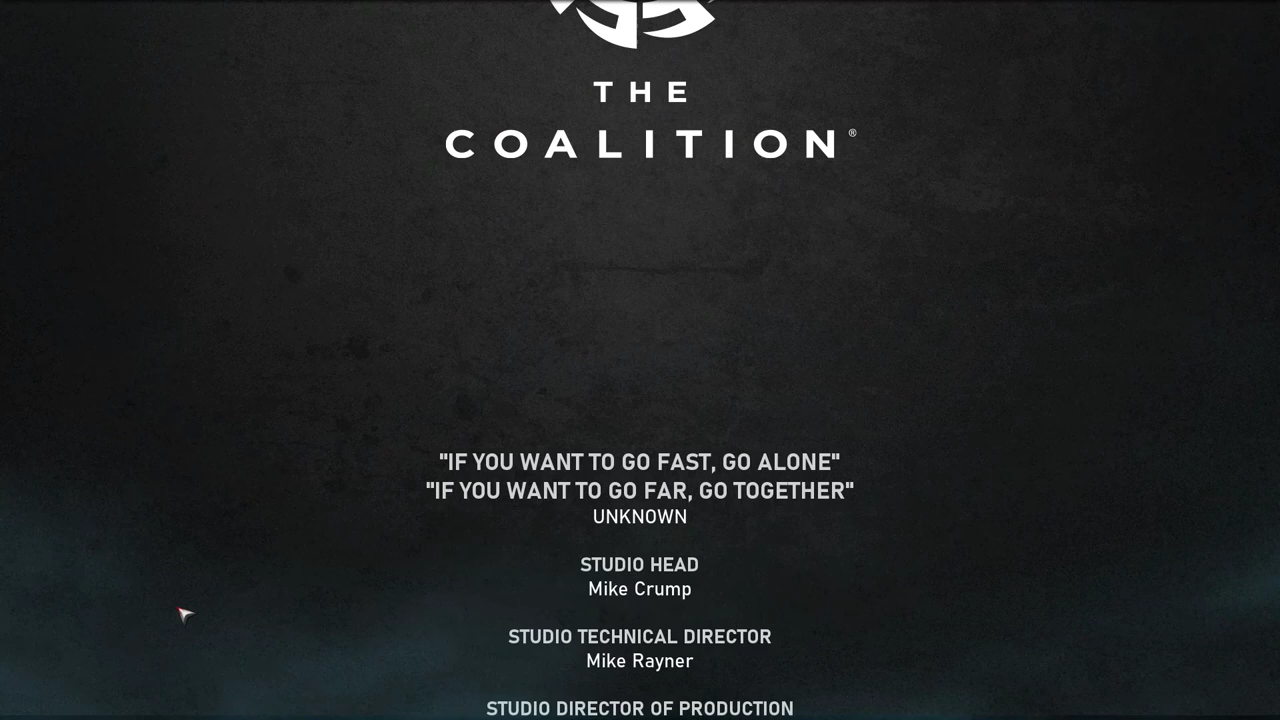 THE
COALITION®
"IF YOU WANT TO GO FAST, GO ALONE"
"IF YOU WANT TO GO FAR, GO TOGETHER"
UNKNOWN
STUDIO HEAD
Mike Crump
STUDIO TECHNICAL DIRECTOR
Mike Rayner
STUDIO DIRECTOR OF PRODUCTION